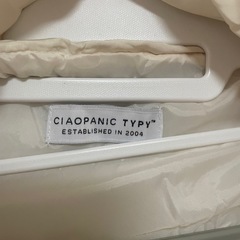 CIAOPANIC TYPY™
ESTABLISHED IN 2004